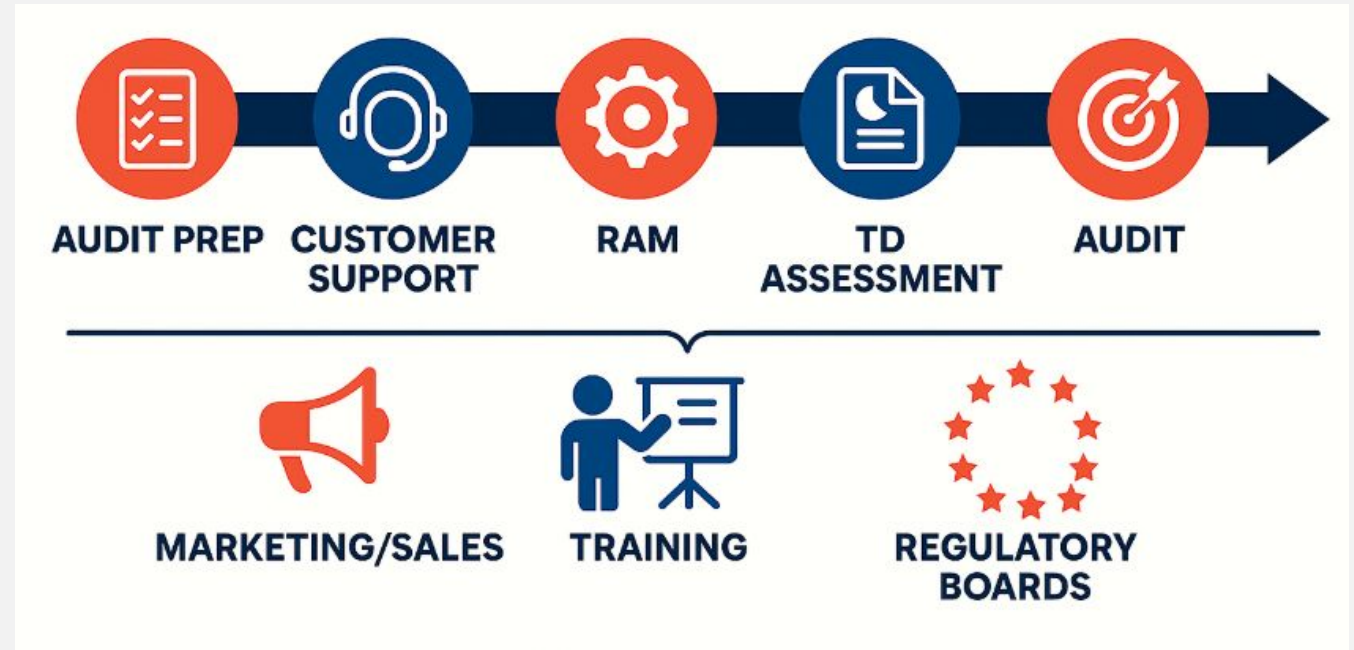 AUDIT PREP
CUSTOMER
SUPPORT
RAM
TD
ASSESSMENT
AUDIT
MARKETING/SALES
TRAINING
REGULATORY
BOARDS